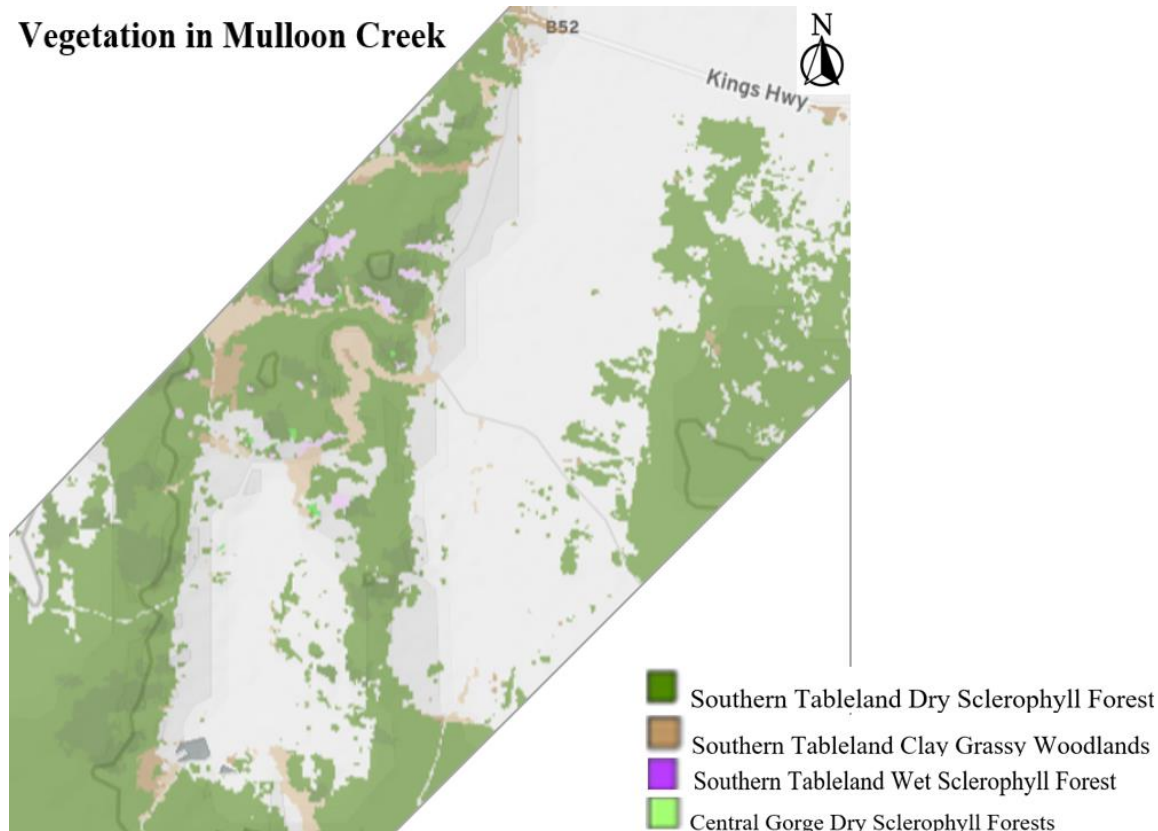 Vegetation in Mulloon Creek
B52
N
Kings Hwy
Southern Tableland Dry Sclerophyll Forest
Southern Tableland Clay Grassy Woodlands
Southern Tableland Wet Sclerophyll Forest
Central Gorge Dry Sclerophyll Forests